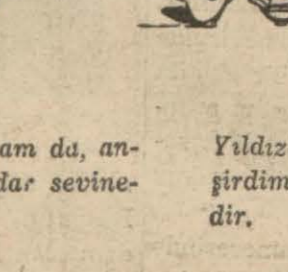 am da, an-
dar sevine-
Yıldız
şirdim
dir.